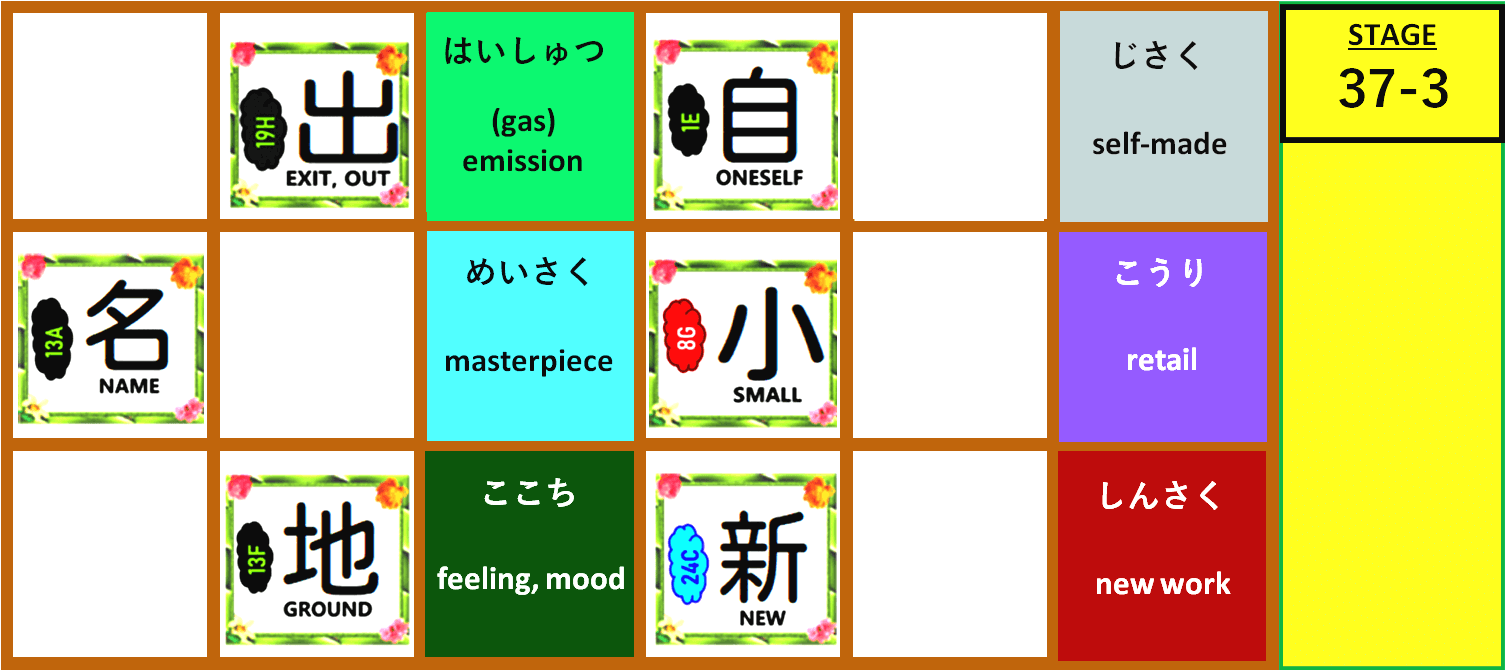 19H
出
EXIT, OUT
はいしゅつ
(gas)
emission
1E
自
ONESELF
じさく
self-made
STAGE
37-3
13A
名
NAME
めいさく
masterpiece
8G
小
SMALL
こうり
retail
13F
地
GROUND
ここち
feeling, mood
24C
新
NEW
しんさく
new work